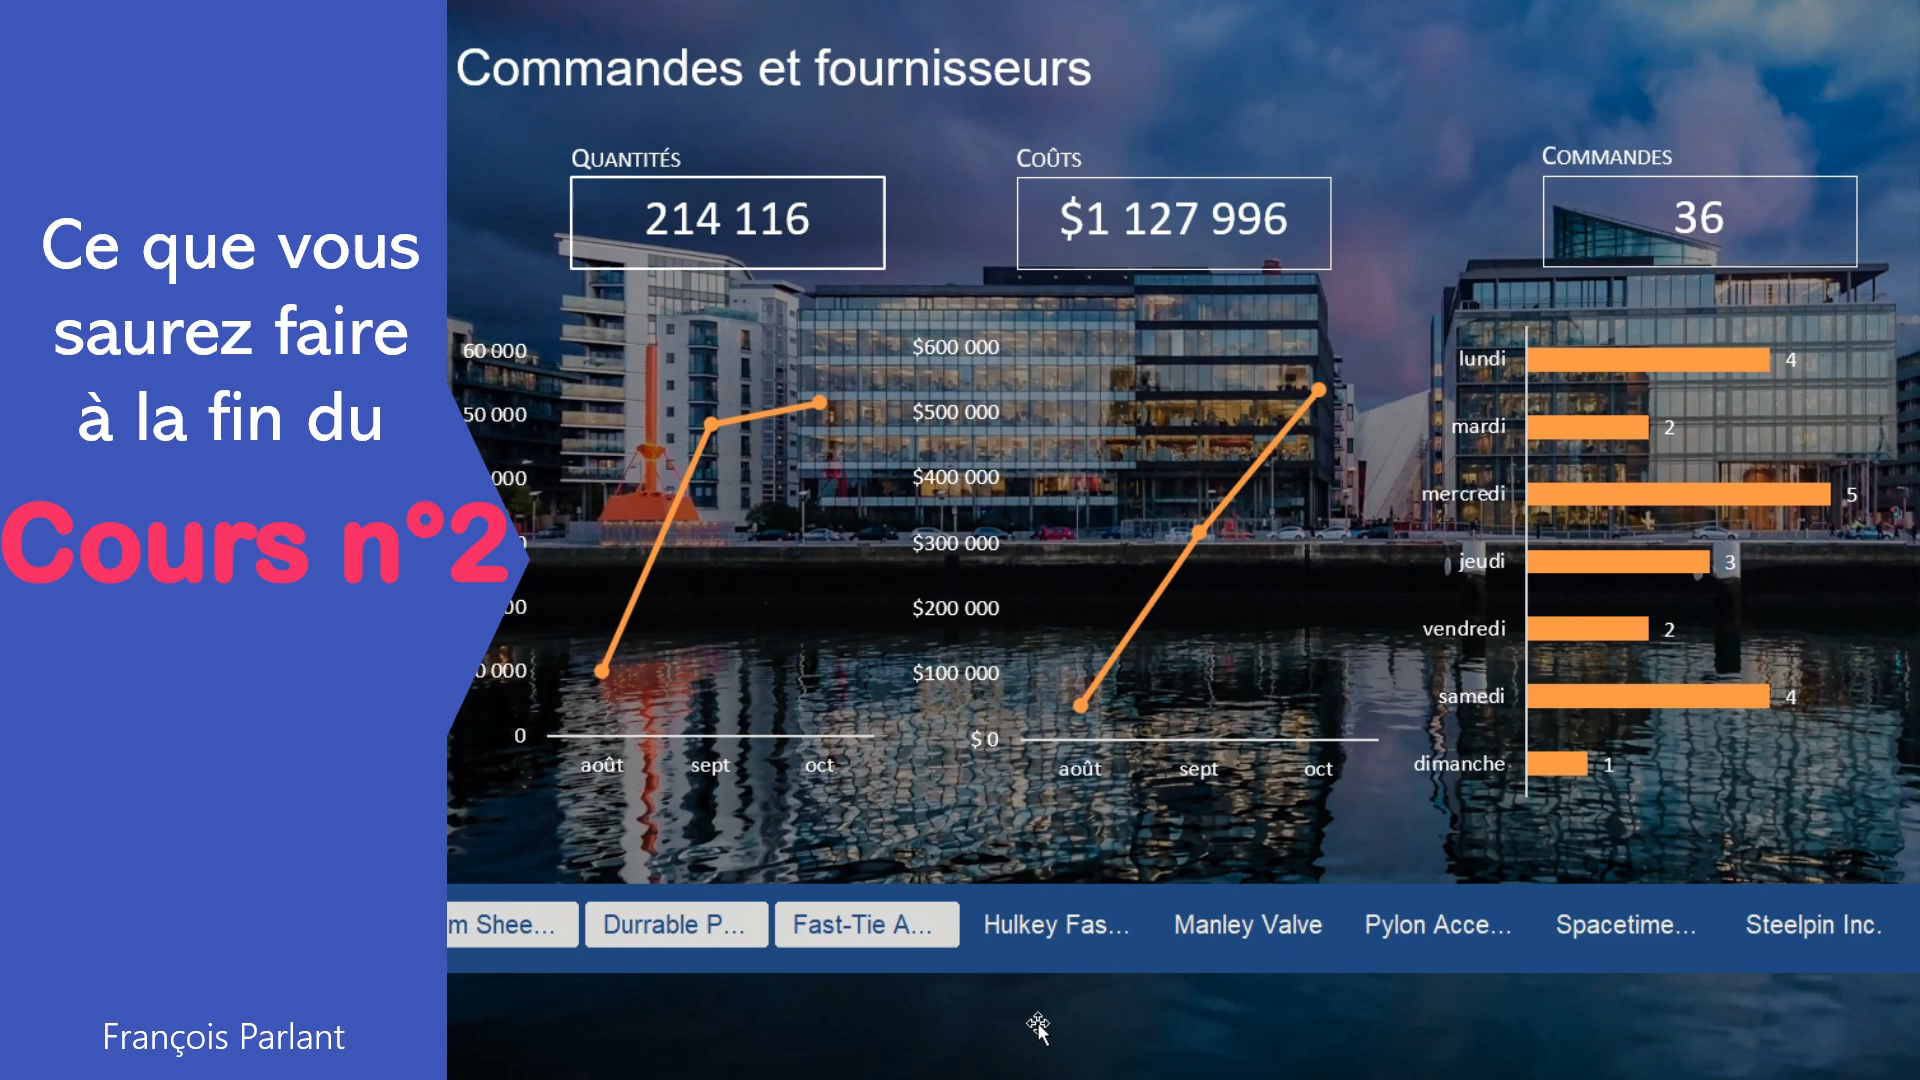 Ce que vous
saurez faire
à la fin du
Cours n°2
François Parlant
Commandes et fournisseurs
QUANTITÉS
214 116
COÛTS
$1 127 996
COMMANDES
36
60 000
50 000
000
00
0 000
0
août
sept
oct
$600 000
$500 000
$400 000
$300 000
$200 000
$100 000
$ 0
août
sept
oct
lundi 4
mardi 2
mercredi 5
jeudi 3
vendredi 2
samedi 4
dimanche 1
m Shee... Durrable P... Fast-Tie A... Hulkey Fas... Manley Valve Pylon Acce... Spacetime... Steelpin Inc.